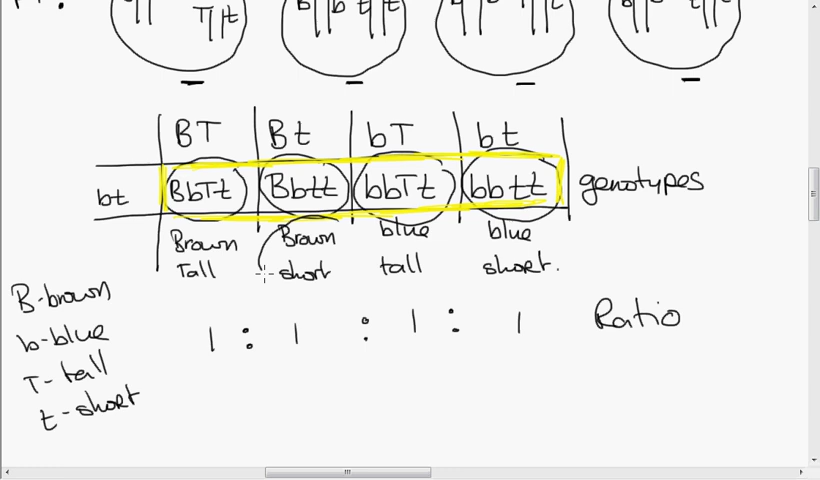 BT Bt bT bt
bt BbTt Bbtt bbTt bbtt genotypes
Brown Brown blue blue
Tall short tall short.
B-brown
b-blue
T-tall
t-short
1 : 1 : 1 : 1 Ratio